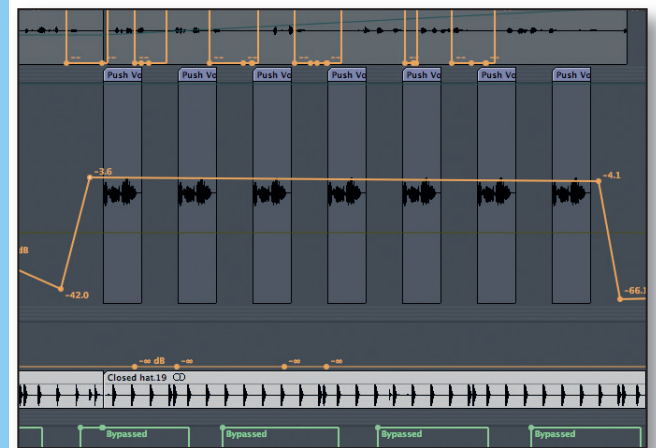 -- -- -- -- -- -- -- -- --
Push Vo Push Vo Push Vo Push Vo Push Vo Push Vo Push Vo
-3.6 -4.1
dB
-42.0 -66.1
-∞ dB -∞ -∞ -∞
Closed hat.19
Bypassed Bypassed Bypassed Bypassed